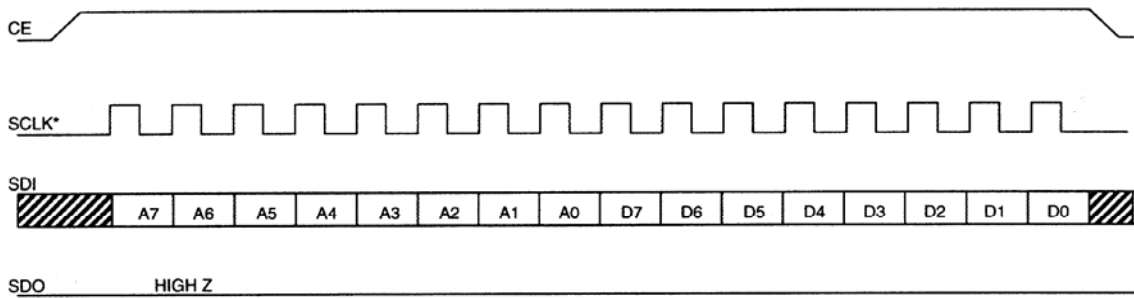 CE
SCLK*
SDI
A7 A6 A5 A4 A3 A2 A1 A0 D7 D6 D5 D4 D3 D2 D1 D0
SDO HIGH Z